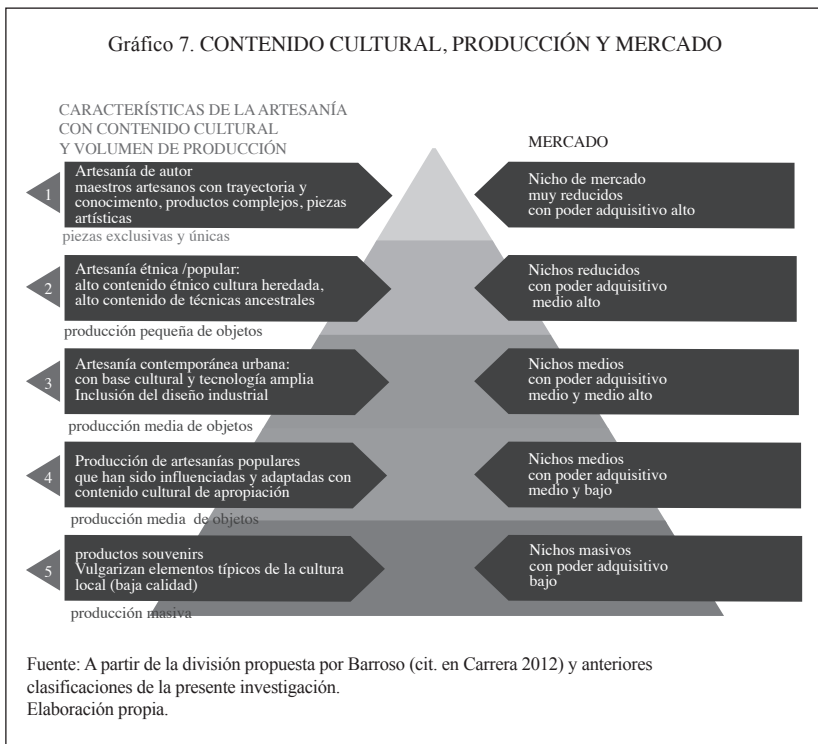 Gráfico 7. CONTENIDO CULTURAL, PRODUCCIÓN Y MERCADO
CARACTERÍSTICAS DE LA ARTESANÍA
CON CONTENIDO CULTURAL
Y VOLUMEN DE PRODUCCIÓN
MERCADO
1
Artesanía de autor
maestros artesanos con trayectoria y
conocimiento, productos complejos, piezas
artísticas
piezas exclusivas y únicas
Nicho de mercado
muy reducidos
con poder adquisitivo alto
2
Artesanía étnica /popular:
alto contenido étnico cultura heredada,
alto contenido de técnicas ancestrales
producción pequeña de objetos
Nichos reducidos
con poder adquisitivo
medio alto
3
Artesanía contemporánea urbana:
con base cultural y tecnología amplia
Inclusión del diseño industrial
producción media de objetos
Nichos medios
con poder adquisitivo
medio y medio alto
4
Producción de artesanías populares
que han sido influenciadas y adaptadas con
contenido cultural de apropiación
producción media de objetos
Nichos medios
con poder adquisitivo
medio y bajo
5
productos souvenirs
Vulgarizan elementos típicos de la cultura
local (baja calidad)
producción masiva
Nichos masivos
con poder adquisitivo
bajo
Fuente: A partir de la división propuesta por Barroso (cit. en Carrera 2012) y anteriores
clasificaciones de la presente investigación.
Elaboración propia.